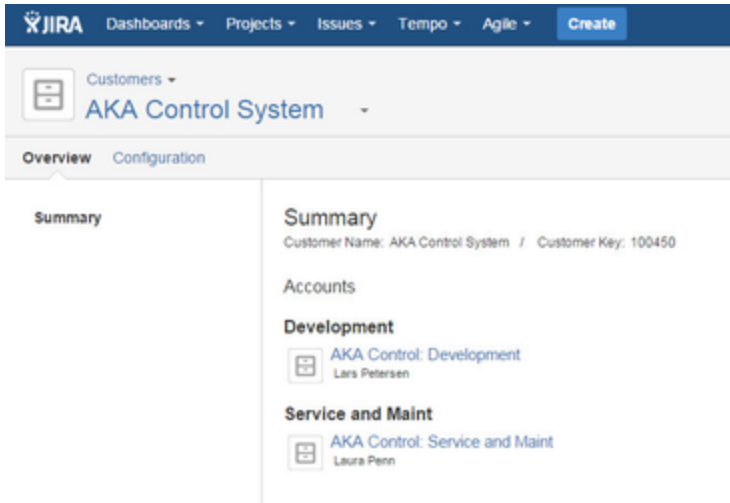 JIRA Dashboards Projects Issues Tempo Agile Create
Customers
AKA Control System
Overview Configuration
Summary
Summary
Customer Name: AKA Control System / Customer Key: 100450
Accounts
Development
AKA Control: Development
Lars Petersen
Service and Maint
AKA Control: Service and Maint
Laura Penn